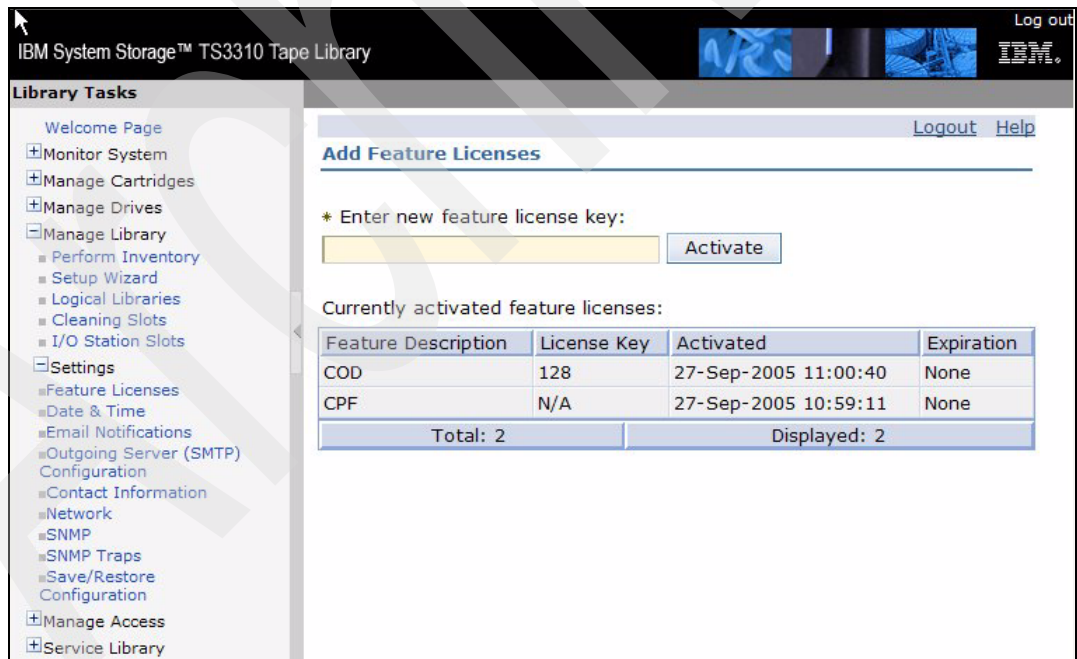 Log out
IBM System Storage™ TS3310 Tape Library
IBM.
Library Tasks
Welcome Page
Monitor System
Manage Cartridges
Manage Drives
Manage Library
Perform Inventory
Setup Wizard
Logical Libraries
Cleaning Slots
I/O Station Slots
Settings
Feature Licenses
Date & Time
Email Notifications
Outgoing Server (SMTP)
Configuration
Contact Information
Network
SNMP
SNMP Traps
Save/Restore
Configuration
Manage Access
Service Library
Logout Help
Add Feature Licenses
* Enter new feature license key:
Activate
Currently activated feature licenses:
Feature Description License Key Activated Expiration
COD 128 27-Sep-2005 11:00:40 None
CPF N/A 27-Sep-2005 10:59:11 None
Total: 2 Displayed: 2